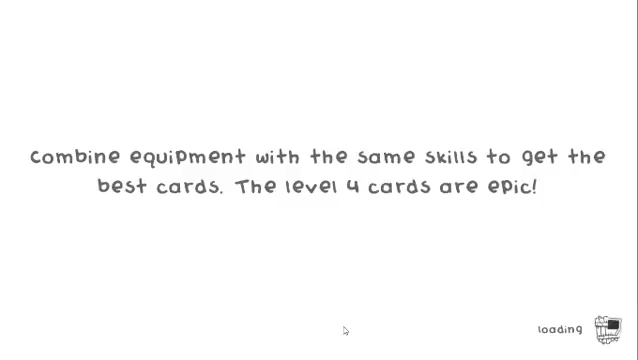 combine equipment with the same skills to get the
best cards. The level 4 cards are epic!
loading